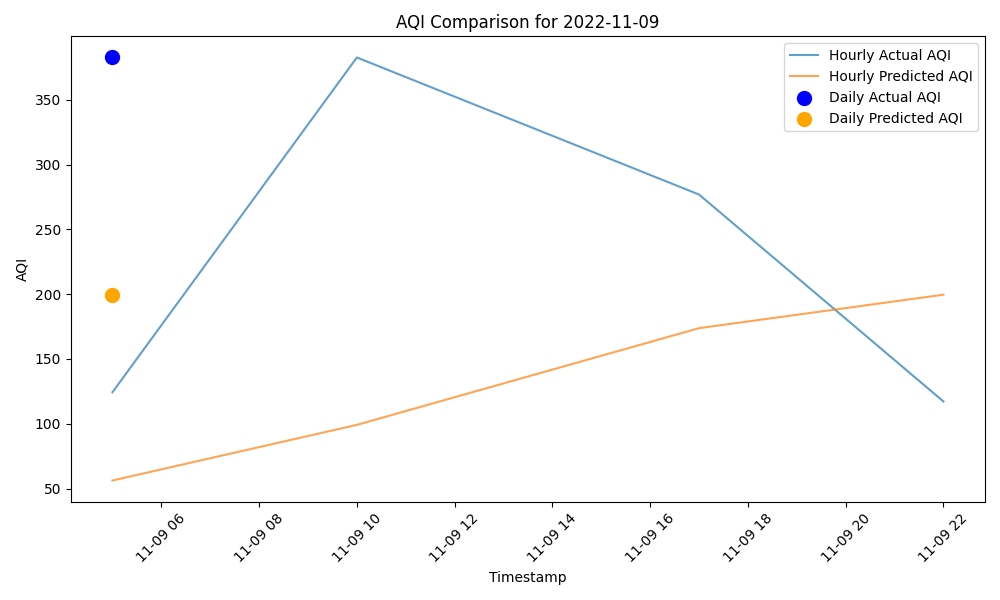 AQI Comparison for 2022-11-09
Hourly Actual AQI
Hourly Predicted AQI
Daily Actual AQI
Daily Predicted AQI
AQI
350
300
250
200
150
100
50
11-09 06
11-09 08
11-09 10
11-09 12
11-09 14
11-09 16
11-09 18
11-09 20
11-09 22
Timestamp